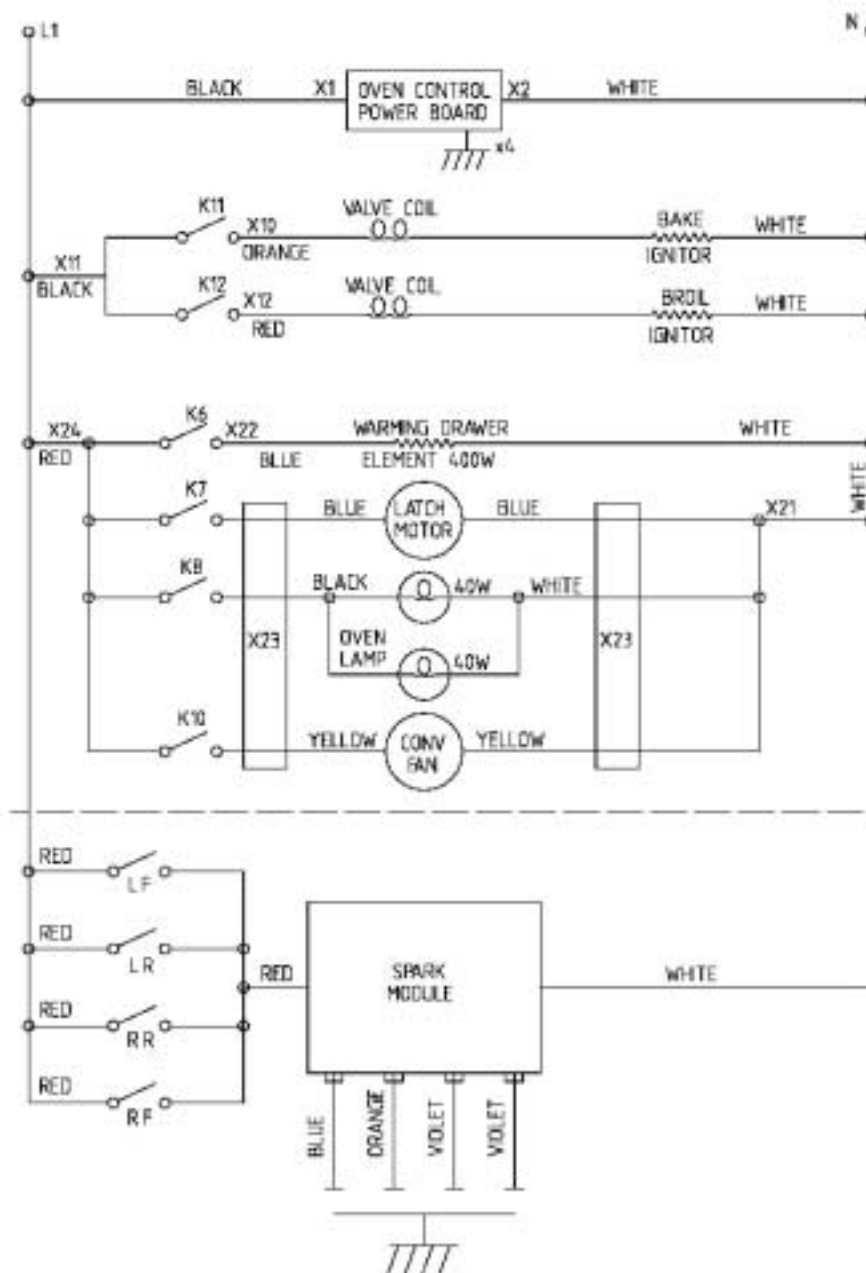 L1
N
BLACK X1 OVEN CONTROL X2 WHITE
POWER BOARD
x4
K11 VALVE COIL BAKE WHITE
X10
ORANGE IGNITOR
X11
BLACK
K12 VALVE COIL BROIL WHITE
X12
RED IGNITOR
X24 K6 X22 WARMING DRAWER WHITE
RED BLUE ELEMENT 400W
WHITE
K7 BLUE LATCH BLUE X21
MOTOR
K8 BLACK 40W WHITE
X23 OVEN X23
LAMP 40W
K10 YELLOW CONV YELLOW
FAN
RED
LF
RED
LR
RED SPARK WHITE
MODULE
RED
RR
RED
RF
BLUE
ORANGE
VIOLET
VIOLET